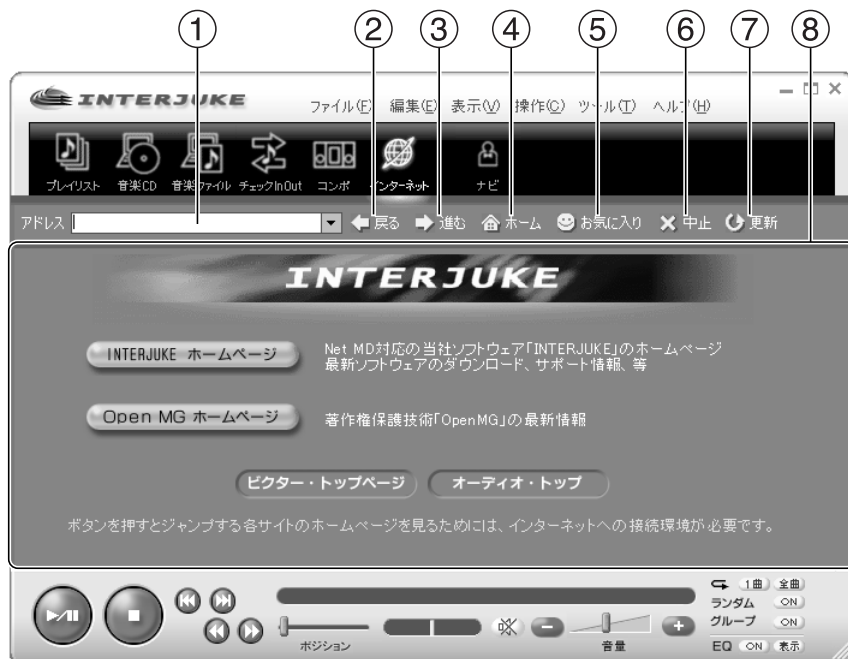 ① ② ③ ④ ⑤ ⑥ ⑦ ⑧
INTERJUKE
ファイル(F) 編集(E) 表示(V) 操作(C) ツール(T) ヘルプ(H)
プレイリスト 音楽CD 音楽ファイル チェックInOut コンポ インターネット ナビ
アドレス 戻る 進む ホーム お気に入り 中止 更新
INTERJUKE
INTERJUKE ホームページ
Net MD対応の当社ソフトウェア「INTERJUKE」のホームページ
最新ソフトウェアのダウンロード、サポート情報、等
Open MG ホームページ
著作権保護技術「OpenMG」の最新情報
ビクター・トップページ オーディオ・トップ
ボタンを押すとジャンプする各サイトのホームページを見るためには、インターネットへの接続環境が必要です。
1曲 全曲
ランダム ON
グループ ON
EQ ON 表示
ポジション 音量